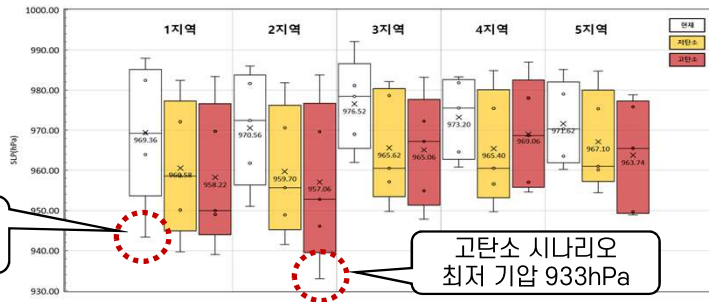 1000.00
1지역
2지역
3지역
4지역
5지역
현재
저탄소
고탄소
990.00
980.00
970.00
960.00
950.00
940.00
930.00
SLP(hPa)
969.36
960.58
958.22
970.56
959.70
957.06
976.52
965.62
965.06
973.20
965.40
969.06
971.62
967.10
963.74
고탄소 시나리오
최저 기압 933hPa